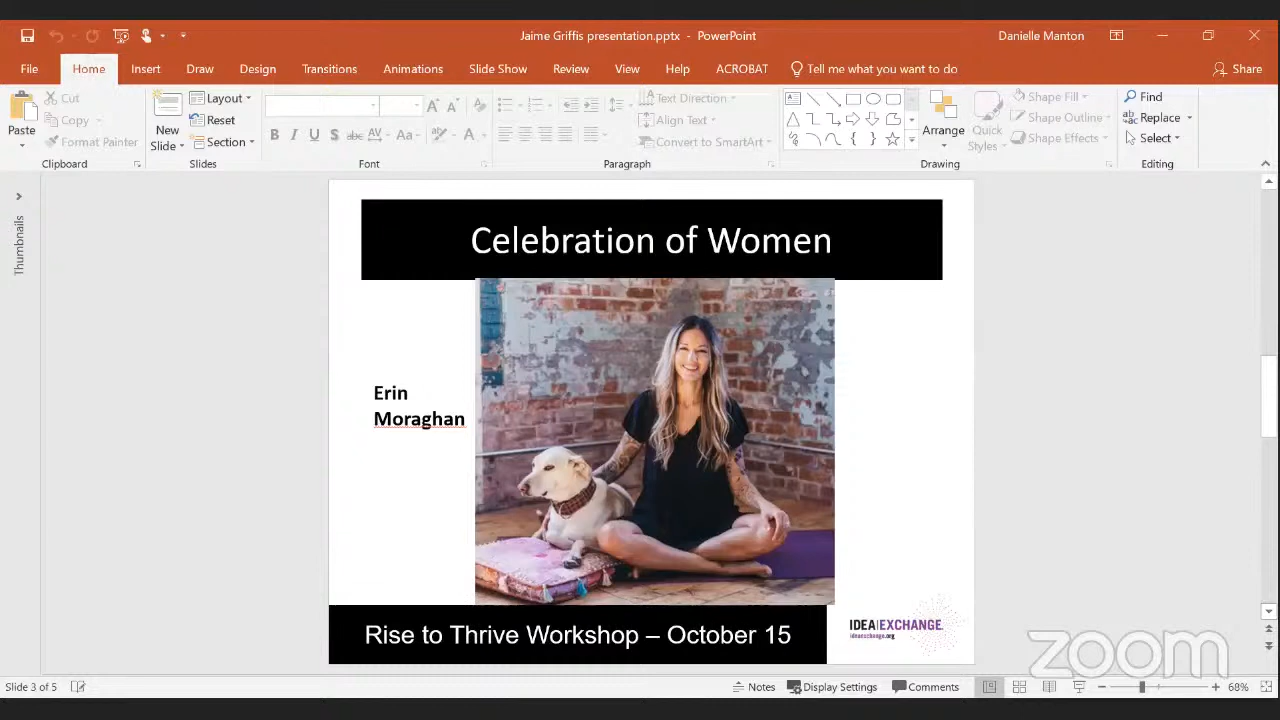 Jaime Griffis presentation.pptx - PowerPoint
Danielle Manton
File Home Insert Draw Design Transitions Animations Slide Show Review View Help ACROBAT Tell me what you want to do Share
Paste
Cut
Copy
Format Painter
Clipboard
New Slide
Layout
Reset
Section
Slides
B I U S abc AV Aa A
Font
Text Direction
Align Text
Convert to SmartArt
Paragraph
Arrange
Quick Styles
Shape Fill
Shape Outline
Shape Effects
Drawing
Find
Replace
Select
Editing
Thumbnails
Celebration of Women
Erin
Moraghan
Rise to Thrive Workshop – October 15
IDEA|EXCHANGE
ideaexchange.org
zoom
Slide 3 of 5 Notes Display Settings Comments 68%